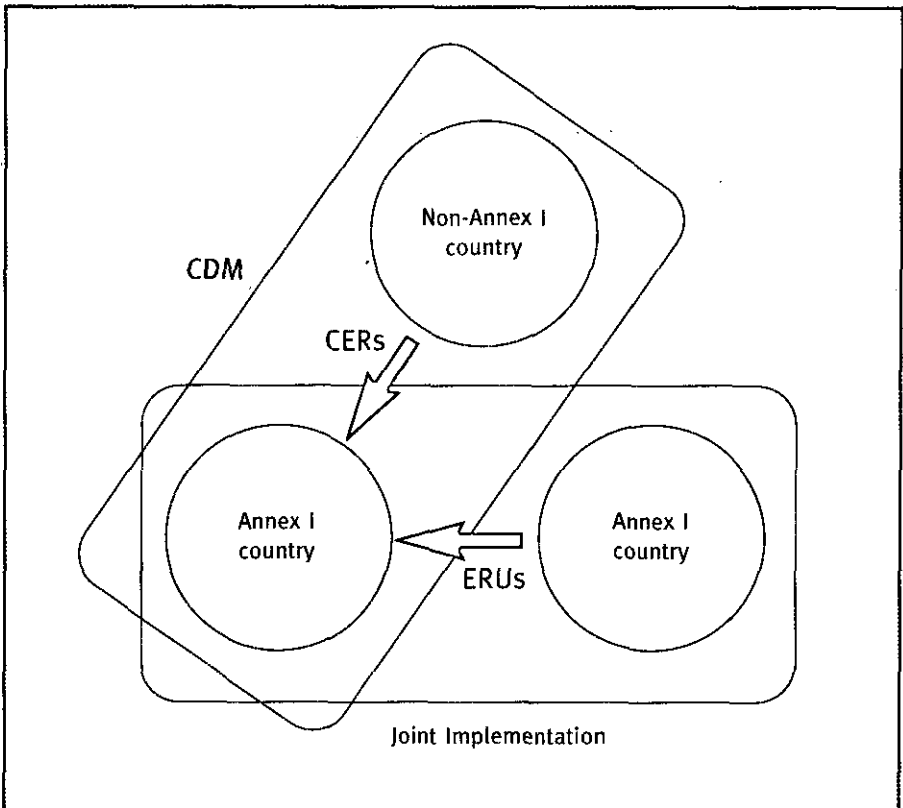 Non-Annex I
country
CDM
CERs
Annex I
country
Annex I
country
ERUs
Joint Implementation